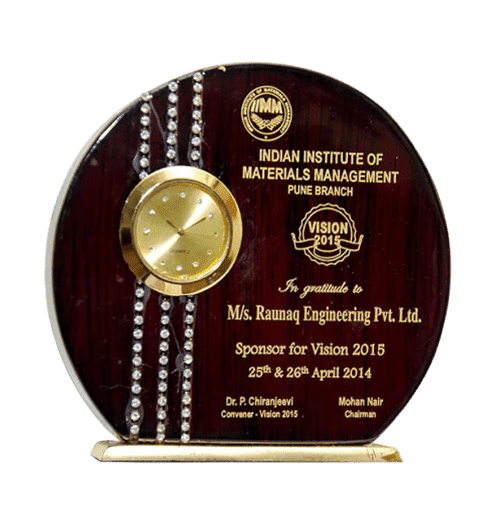 IIMM
INDIAN INSTITUTE OF
MATERIALS MANAGEMENT
PUNE BRANCH
VISION
2015
In gratitude to
M/s. Raunaq Engineering Pvt. Ltd.
Sponsor for Vision 2015
25th & 26th April 2014
Dr. P. Chiranjeevi Mohan Nair
Convener - Vision 2015 Chairman